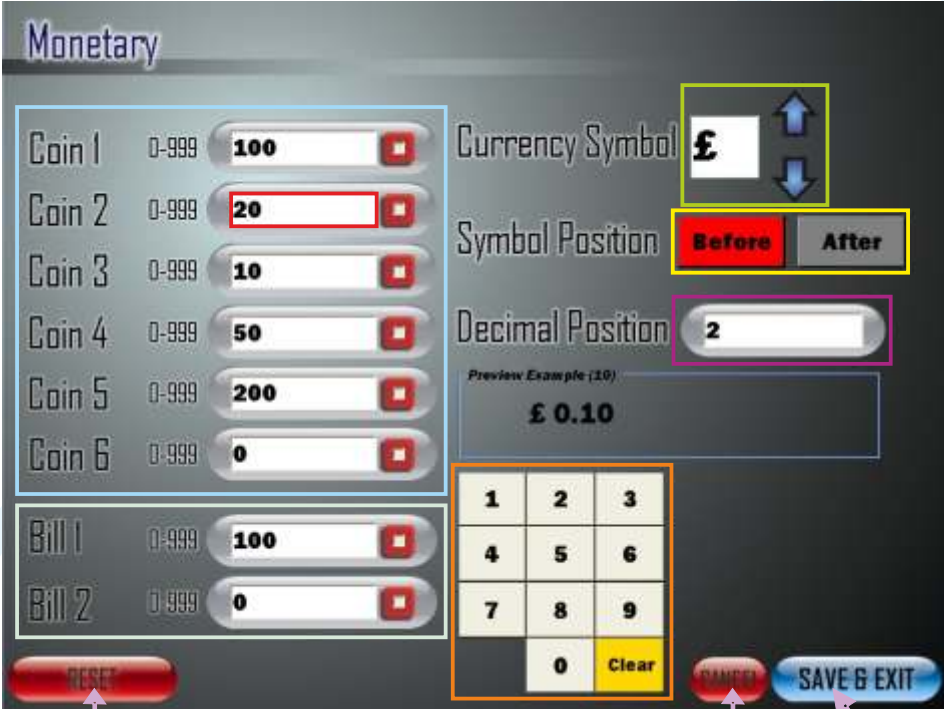 Monetary
Coin 1 0-999 100
Coin 2 0-999 20
Coin 3 0-999 10
Coin 4 0-999 50
Coin 5 0-999 200
Coin 6 0-999 0
Bill 1 0-999 100
Bill 2 0-999 0
RESET
Currency Symbol £
Symbol Position Before After
Decimal Position 2
Preview Example (10)
£ 0.10
1 2 3
4 5 6
7 8 9
0 Clear
CANCEL SAVE & EXIT